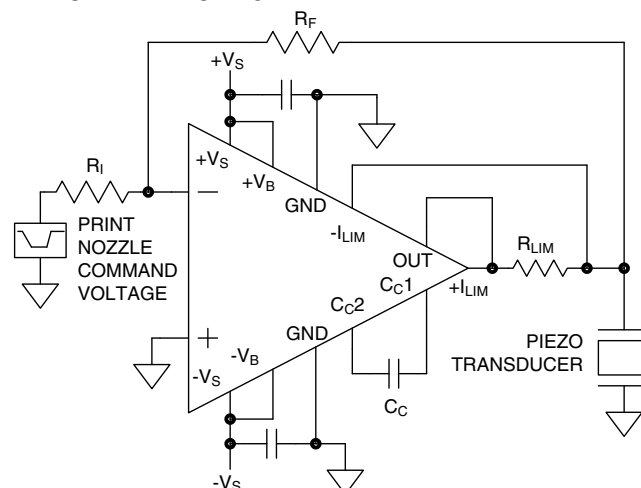 R_F
+V_S
R_I
+V_S
+V_B
GND
-I_LIM
PRINT
NOZZLE
COMMAND
VOLTAGE
OUT
R_LIM
+I_LIM
C_C1
C_C2
GND
-V_B
-V_S
C_C
PIEZO
TRANSDUCER
-V_S